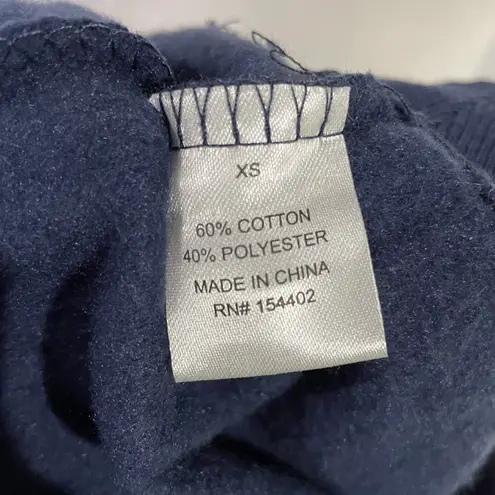 XS
60% COTTON
40% POLYESTER
MADE IN CHINA
RN# 154402